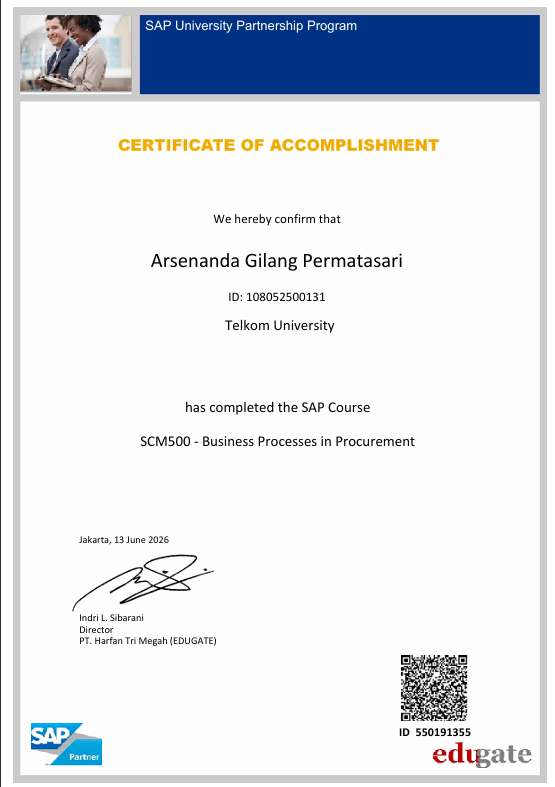 SAP University Partnership Program
CERTIFICATE OF ACCOMPLISHMENT
We hereby confirm that
Arsenanda Gilang Permatasari
ID: 108052500131
Telkom University
has completed the SAP Course
SCM500 - Business Processes in Procurement
Jakarta, 13 June 2026
Indri L. Sibarani
Director
PT. Harfan Tri Megah (EDUGATE)
ID 550191355
SAP
Partner
edugate